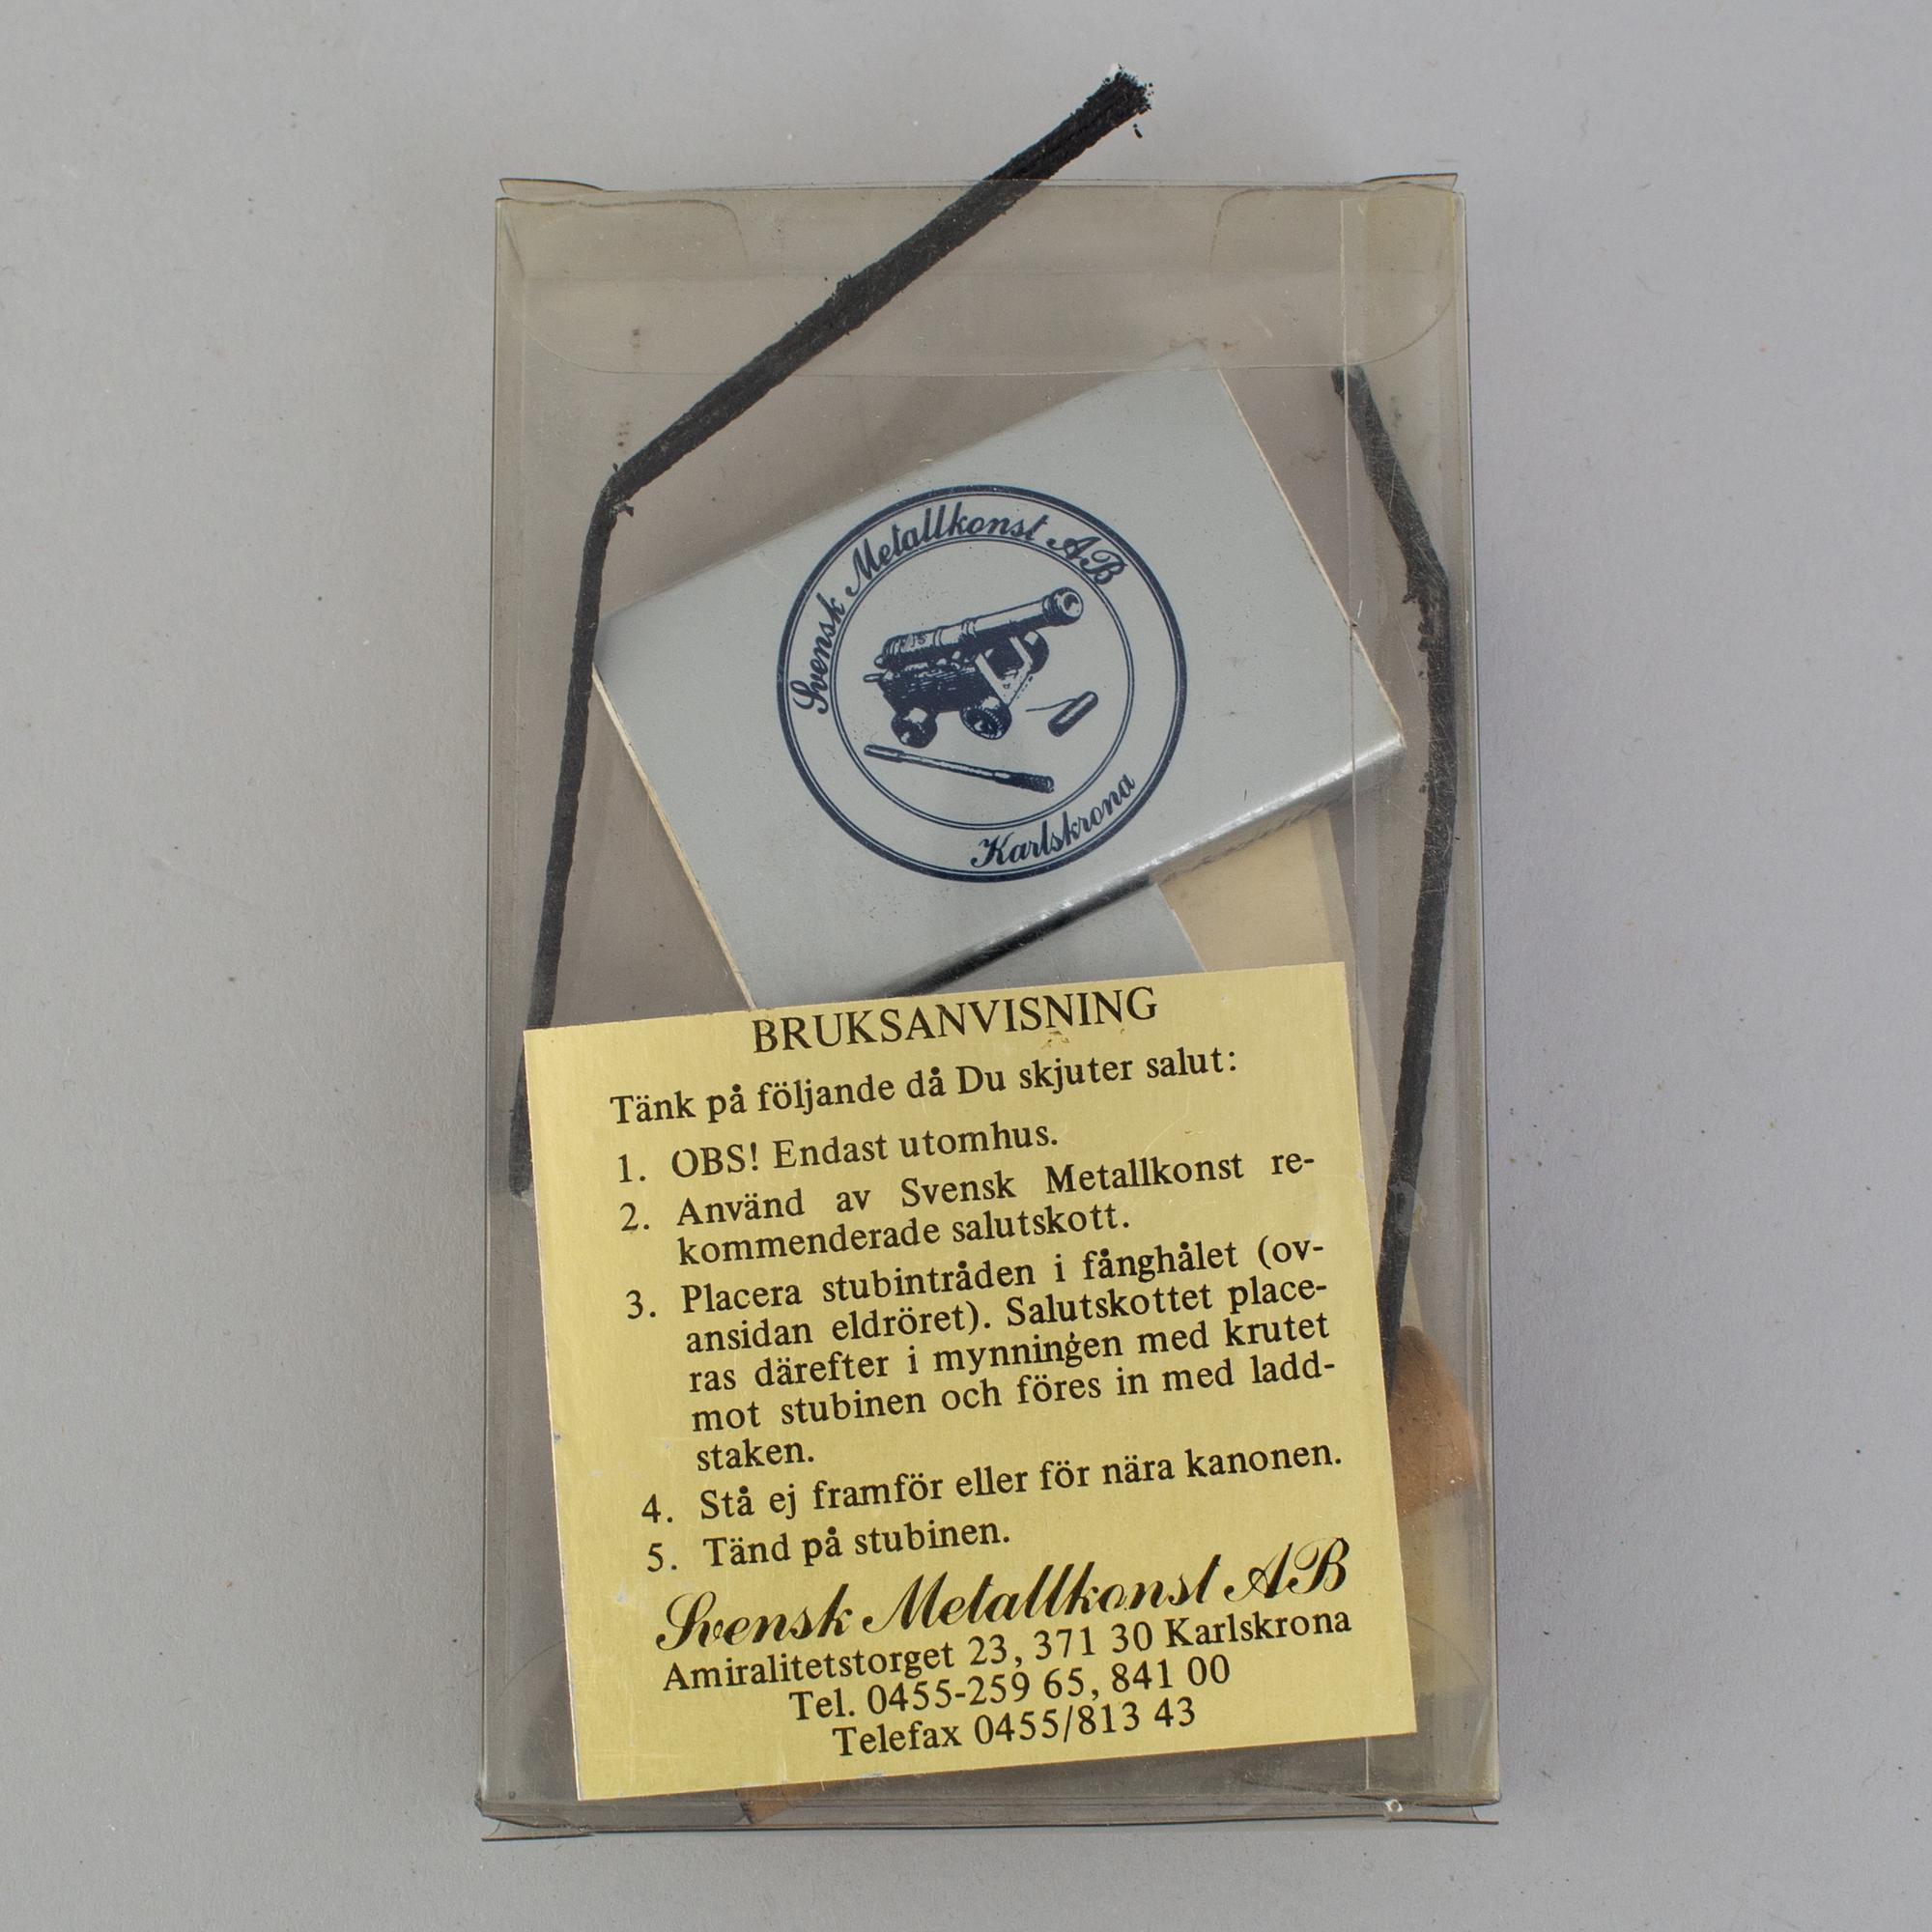 Svensk Metallkonst AB
Karlskrona
BRUKSANVISNING
Tänk på följande då Du skjuter salut:
1. OBS! Endast utomhus.
2. Använd av Svensk Metallkonst re-
kommenderade salutskott.
3. Placera stubintråden i fånghålet (ov-
ansidan eldröret). Salutskottet place-
ras därefter i mynningen med krutet
mot stubinen och föres in med ladd-
staken.
4. Stå ej framför eller för nära kanonen.
5. Tänd på stubinen.
Svensk Metallkonst AB
Amiralitetstorget 23, 371 30 Karlskrona
Tel. 0455-259 65, 841 00
Telefax 0455/813 43